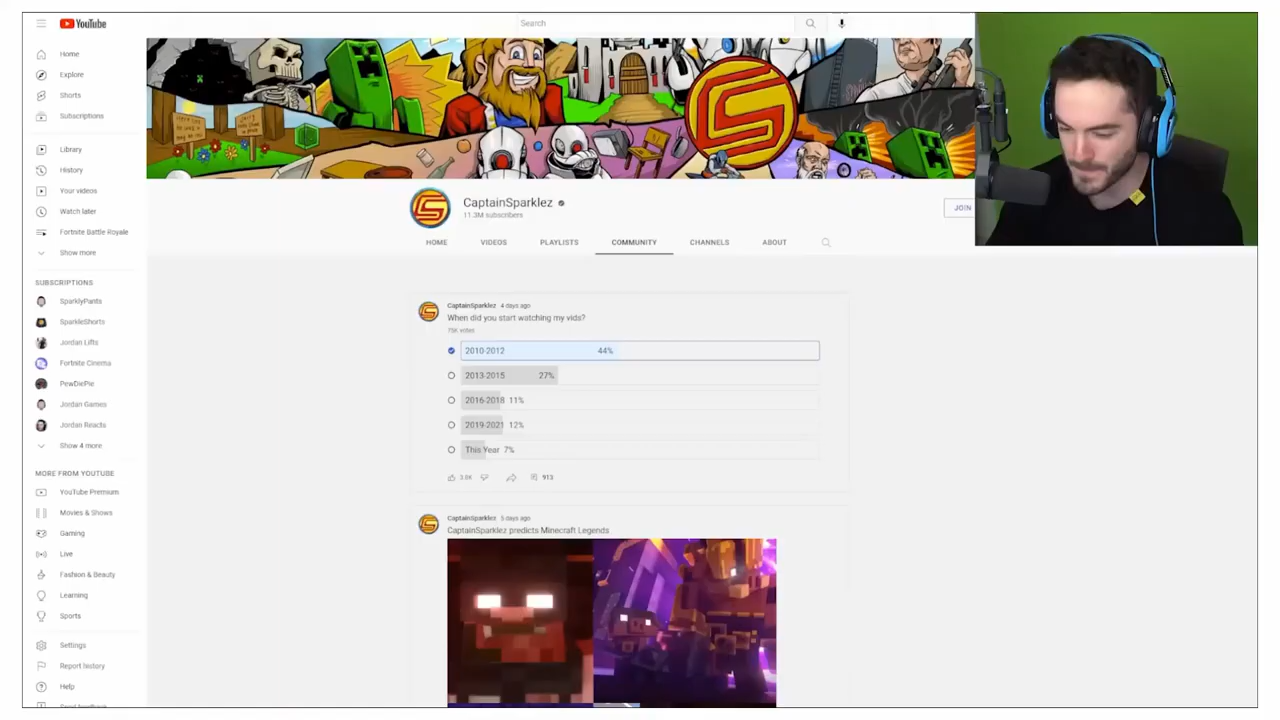 YouTube
Search
Home
Explore
Shorts
Subscriptions
Library
History
Your videos
Watch later
Fortnite Battle Royale
Show more
SUBSCRIPTIONS
SparklyPants
SparkleShorts
Jordan Lifts
Fortnite Cinema
PewDiePie
Jordan Games
Jordan Reacts
Show 4 more
MORE FROM YOUTUBE
YouTube Premium
Movies & Shows
Gaming
Live
Fashion & Beauty
Learning
Sports
Settings
Report history
Help
CaptainSparklez
11.3M subscribers
JOIN
HOME VIDEOS PLAYLISTS COMMUNITY CHANNELS ABOUT
CaptainSparklez 4 days ago
When did you start watching my vids?
75K votes
2010-2012 44%
2013-2015 27%
2016-2018 11%
2019-2021 12%
This Year 7%
3.8K 913
CaptainSparklez 5 days ago
CaptainSparklez predicts Minecraft Legends